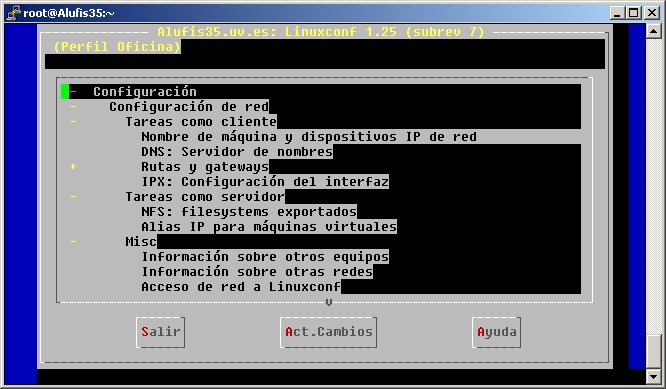 root@Alufis35:~
Alufis35.uv.es: Linuxconf 1.25 (subrev 7)
(Perfil Oficina)
- Configuración
- Configuración de red
- Tareas como cliente
Nombre de máquina y dispositivos IP de red
DNS: Servidor de nombres
+ Rutas y gateways
IPX: Configuración del interfaz
- Tareas como servidor
NFS: filesystems exportados
Alias IP para máquinas virtuales
- Misc
Información sobre otros equipos
Información sobre otras redes
Acceso de red a Linuxconf
v
Salir Act.Cambios Ayuda